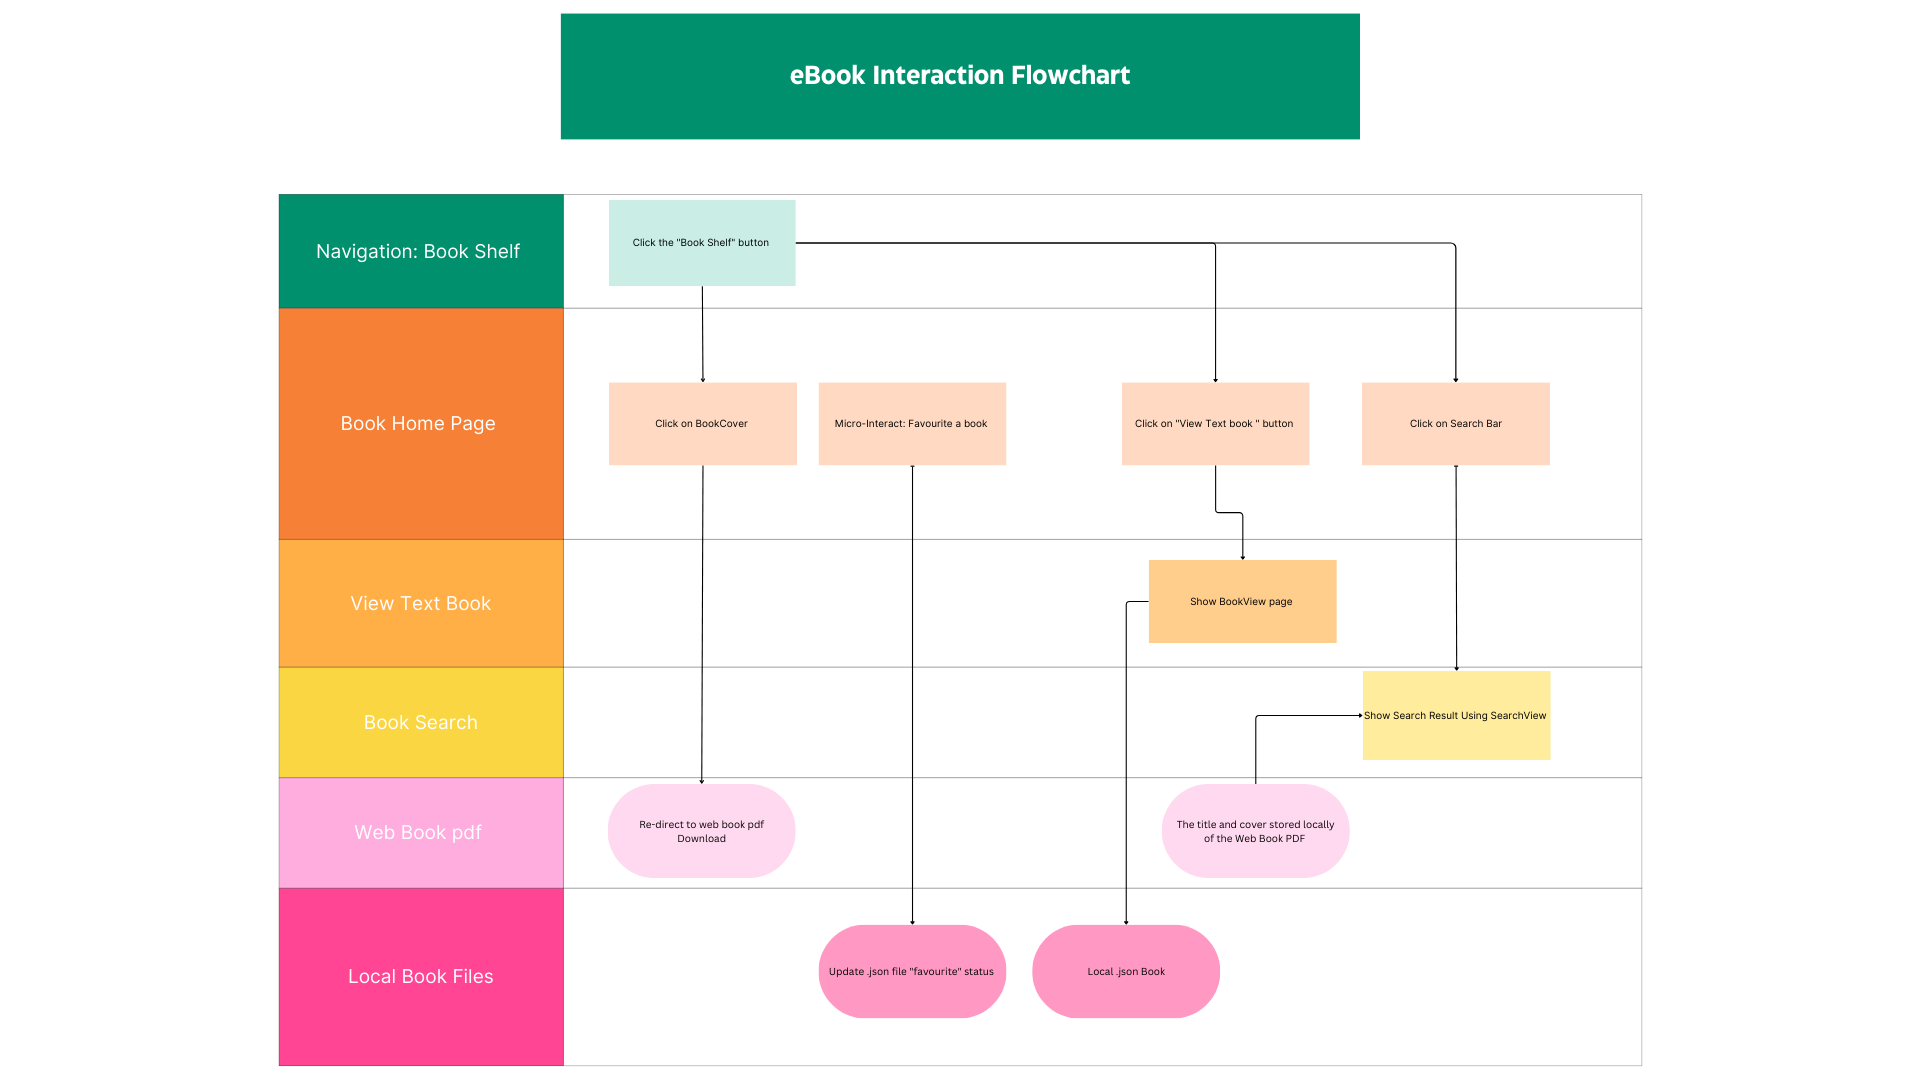 eBook Interaction Flowchart
Navigation: Book Shelf
Click the "Book Shelf" button
Book Home Page
Click on BookCover
Micro-Interact: Favourite a book
Click on "View Text book " button
Click on Search Bar
View Text Book
Show BookView page
Book Search
Show Search Result Using SearchView
Web Book pdf
Re-direct to web book pdf
Download
The title and cover stored locally
of the Web Book PDF
Local Book Files
Update .json file "favourite" status
Local .json Book